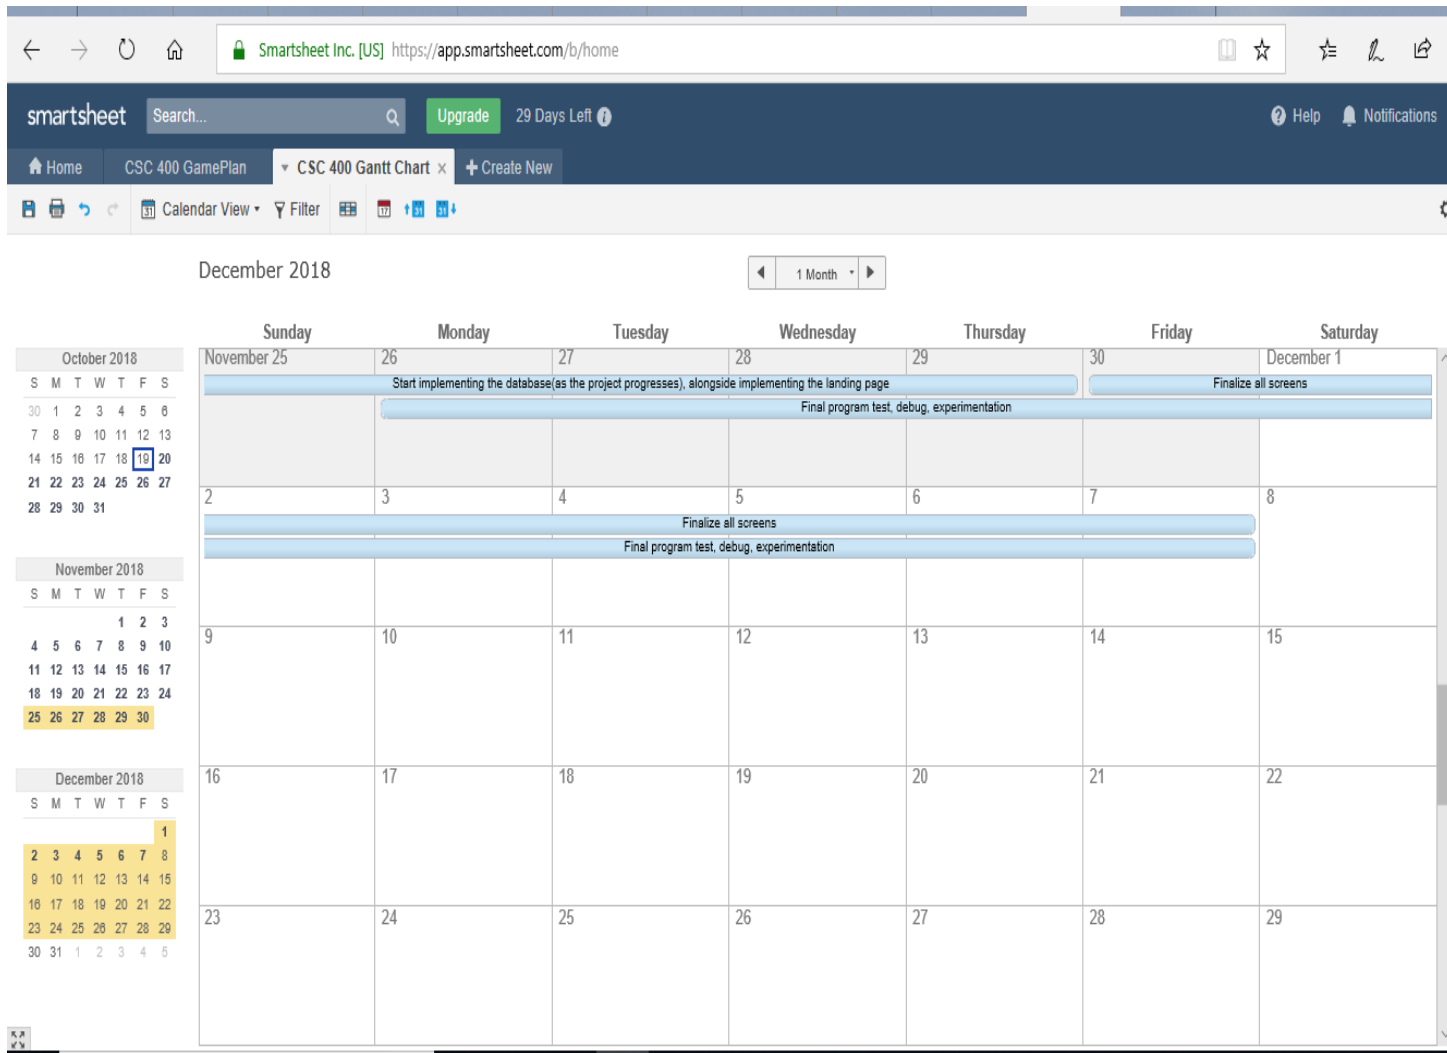 Smartsheet Inc. [US] https://app.smartsheet.com/b/home
smartsheet Search... Upgrade 29 Days Left Help Notifications
Home CSC 400 GamePlan CSC 400 Gantt Chart × Create New
31 Calendar View Filter 17 31 31
December 2018
1 Month
Sunday Monday Tuesday Wednesday Thursday Friday Saturday
November 25 26 27 28 29 30 December 1
Start implementing the database(as the project progresses), alongside implementing the landing page Finalize all screens
Final program test, debug, experimentation
2 3 4 5 6 7 8
Finalize all screens
Final program test, debug, experimentation
9 10 11 12 13 14 15
16 17 18 19 20 21 22
23 24 25 26 27 28 29
October 2018
S M T W T F S
30 1 2 3 4 5 6
7 8 9 10 11 12 13
14 15 16 17 18 19 20
21 22 23 24 25 26 27
28 29 30 31
November 2018
S M T W T F S
1 2 3
4 5 6 7 8 9 10
11 12 13 14 15 16 17
18 19 20 21 22 23 24
25 26 27 28 29 30
December 2018
S M T W T F S
1
2 3 4 5 6 7 8
9 10 11 12 13 14 15
16 17 18 19 20 21 22
23 24 25 26 27 28 29
30 31 1 2 3 4 5